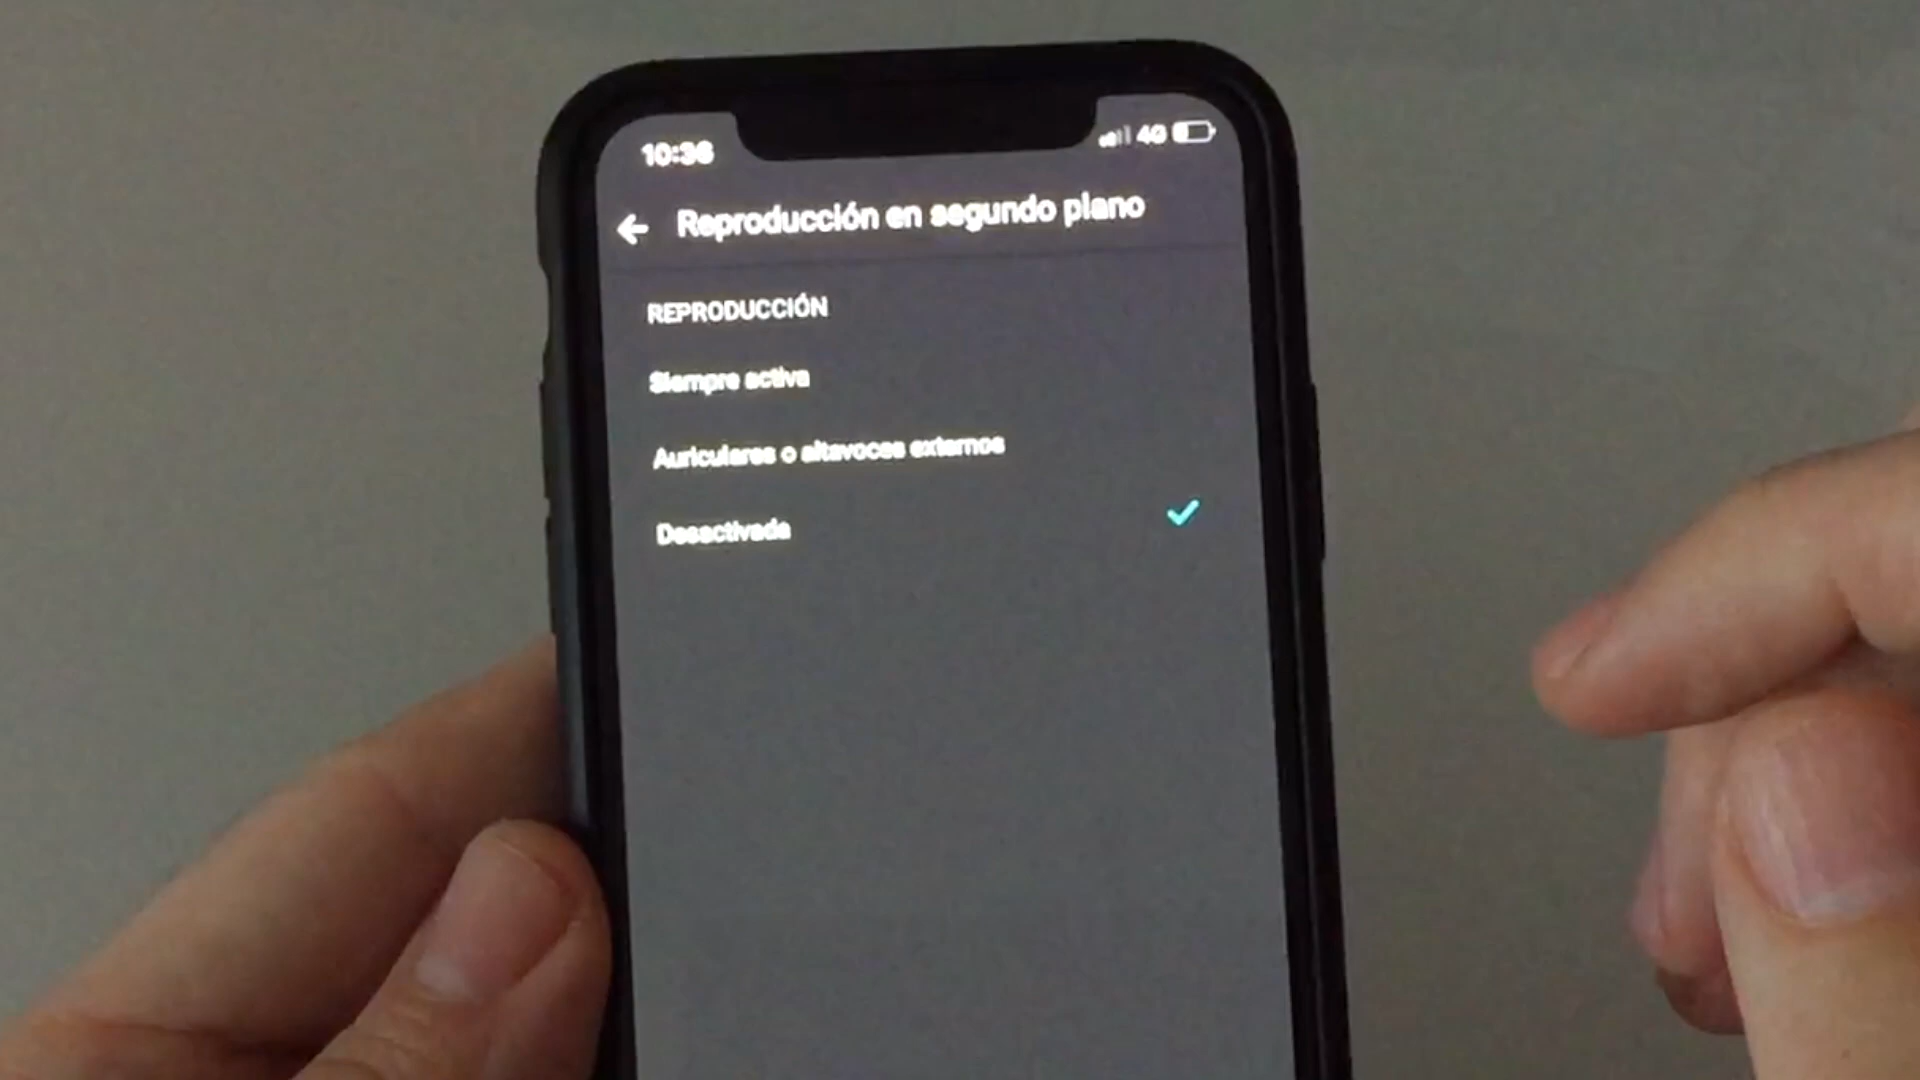 10:36
4G
Reproducción en segundo plano
REPRODUCCIÓN
Siempre activa
Auriculares o altavoces externos
Desactivada